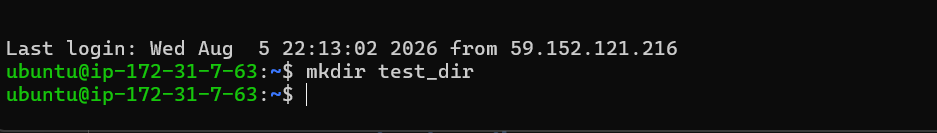 Last login: Wed Aug  5 22:13:02 2026 from 59.152.121.216
ubuntu@ip-172-31-7-63:~$ mkdir test_dir
ubuntu@ip-172-31-7-63:~$